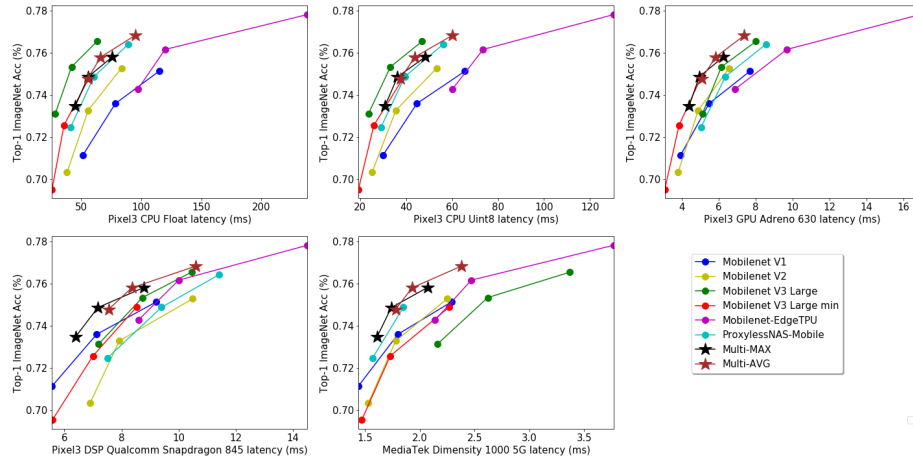 Top-1 ImageNet Acc (%)
0.78
0.76
0.74
0.72
0.70
50 100 150 200
Pixel3 CPU Float latency (ms)
Top-1 ImageNet Acc (%)
0.78
0.76
0.74
0.72
0.70
20 40 60 80 100 120
Pixel3 CPU Uint8 latency (ms)
Top-1 ImageNet Acc (%)
0.78
0.76
0.74
0.72
0.70
4 6 8 10 12 14 16
Pixel3 GPU Adreno 630 latency (ms)
Top-1 ImageNet Acc (%)
0.78
0.76
0.74
0.72
0.70
6 8 10 12 14
Pixel3 DSP Qualcomm Snapdragon 845 latency (ms)
Top-1 ImageNet Acc (%)
0.78
0.76
0.74
0.72
0.70
1.5 2.0 2.5 3.0 3.5
MediaTek Dimensity 1000 5G latency (ms)
Mobilenet V1
Mobilenet V2
Mobilenet V3 Large
Mobilenet V3 Large min
Mobilenet-EdgeTPU
ProxylessNAS-Mobile
Multi-MAX
Multi-AVG